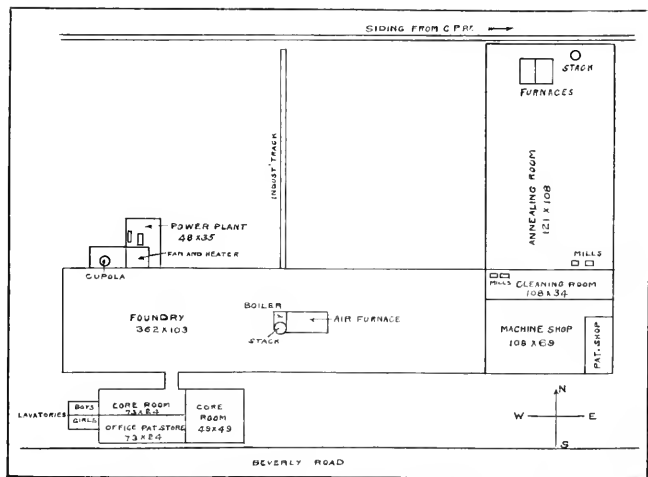 SIDING FROM C.P.R.
STACK
FURNACES
INDUST' TRACK
ANNEALING ROOM
121 X 108
POWER PLANT
48 X 35
FAN AND HEATER
CUPOLA
MILLS
MILLS
CLEANING ROOM
108 X 34
BOILER
FOUNDRY
362 X 103
AIR FURNACE
STACK
MACHINE SHOP
108 X 69
PAT. SHOP
LAVATORIES
BOYS
GIRLS
CORE ROOM
73 X 24
OFFICE PAT. STORE
73 X 24
CORE
ROOM
49 X 49
N
W
E
S
BEVERLY ROAD